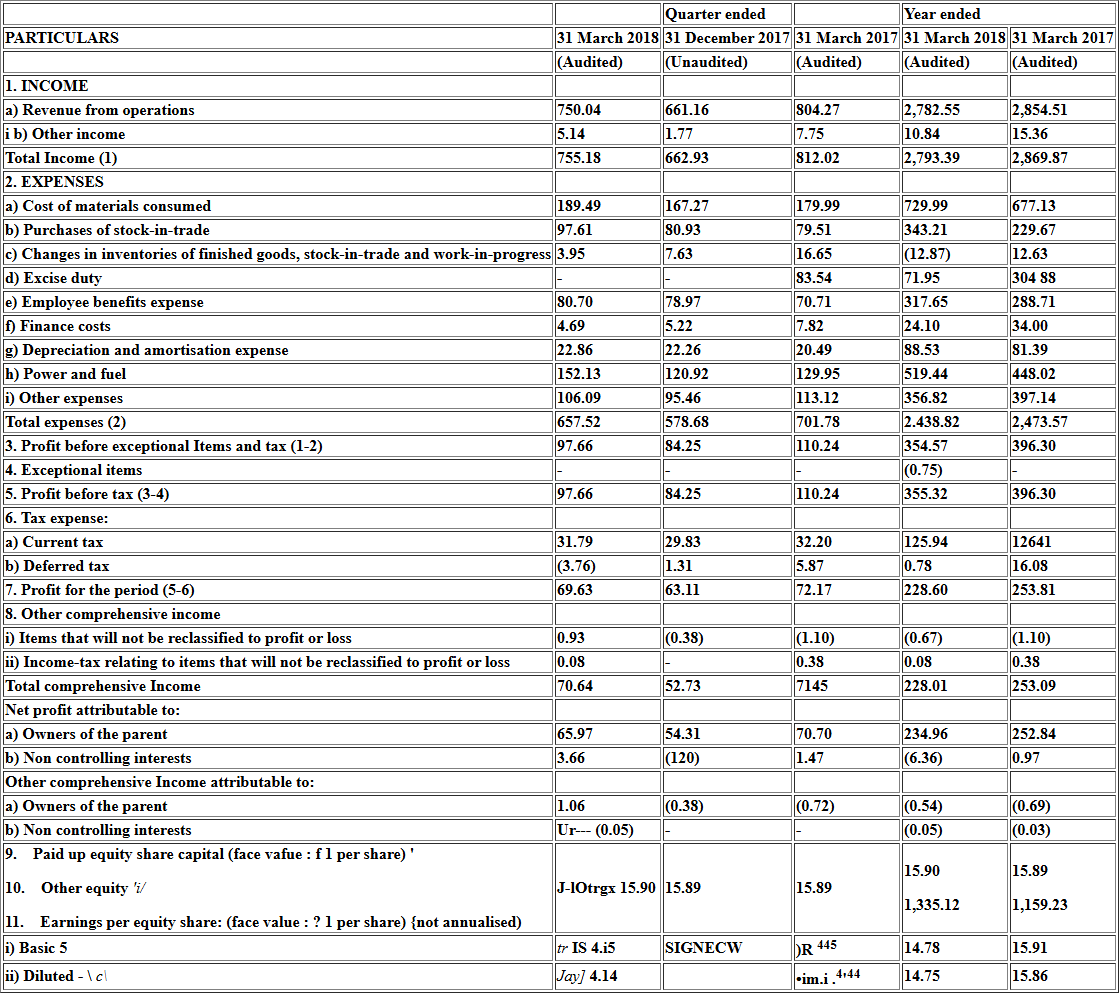 Quarter ended Year ended
PARTICULARS 31 March 2018 31 December 2017 31 March 2017 31 March 2018 31 March 2017
(Audited) (Unaudited) (Audited) (Audited) (Audited)
1. INCOME
a) Revenue from operations 750.04 661.16 804.27 2,782.55 2,854.51
i b) Other income 5.14 1.77 7.75 10.84 15.36
Total Income (1) 755.18 662.93 812.02 2,793.39 2,869.87
2. EXPENSES
a) Cost of materials consumed 189.49 167.27 179.99 729.99 677.13
b) Purchases of stock-in-trade 97.61 80.93 79.51 343.21 229.67
c) Changes in inventories of finished goods, stock-in-trade and work-in-progress 3.95 7.63 16.65 (12.87) 12.63
d) Excise duty - - 83.54 71.95 304 88
e) Employee benefits expense 80.70 78.97 70.71 317.65 288.71
f) Finance costs 4.69 5.22 7.82 24.10 34.00
g) Depreciation and amortisation expense 22.86 22.26 20.49 88.53 81.39
h) Power and fuel 152.13 120.92 129.95 519.44 448.02
i) Other expenses 106.09 95.46 113.12 356.82 397.14
Total expenses (2) 657.52 578.68 701.78 2.438.82 2,473.57
3. Profit before exceptional Items and tax (1-2) 97.66 84.25 110.24 354.57 396.30
4. Exceptional items - - - (0.75) -
5. Profit before tax (3-4) 97.66 84.25 110.24 355.32 396.30
6. Tax expense:
a) Current tax 31.79 29.83 32.20 125.94 12641
b) Deferred tax (3.76) 1.31 5.87 0.78 16.08
7. Profit for the period (5-6) 69.63 63.11 72.17 228.60 253.81
8. Other comprehensive income
i) Items that will not be reclassified to profit or loss 0.93 (0.38) (1.10) (0.67) (1.10)
ii) Income-tax relating to items that will not be reclassified to profit or loss 0.08 - 0.38 0.08 0.38
Total comprehensive Income 70.64 52.73 7145 228.01 253.09
Net profit attributable to:
a) Owners of the parent 65.97 54.31 70.70 234.96 252.84
b) Non controlling interests 3.66 (120) 1.47 (6.36) 0.97
Other comprehensive Income attributable to:
a) Owners of the parent 1.06 (0.38) (0.72) (0.54) (0.69)
b) Non controlling interests Ur--- (0.05) - - (0.05) (0.03)
9. Paid up equity share capital (face vafue : f 1 per share) '
15.90 15.89
10. Other equity 'i/ J-lOtrgx 15.90 15.89 15.89
1,335.12 1,159.23
11. Earnings per equity share: (face value : ? 1 per share) {not annualised)
i) Basic 5 tr IS 4.i5 SIGNECW )R 445 14.78 15.91
ii) Diluted - \ c\ Jay] 4.14 •im.i .4'44 14.75 15.86